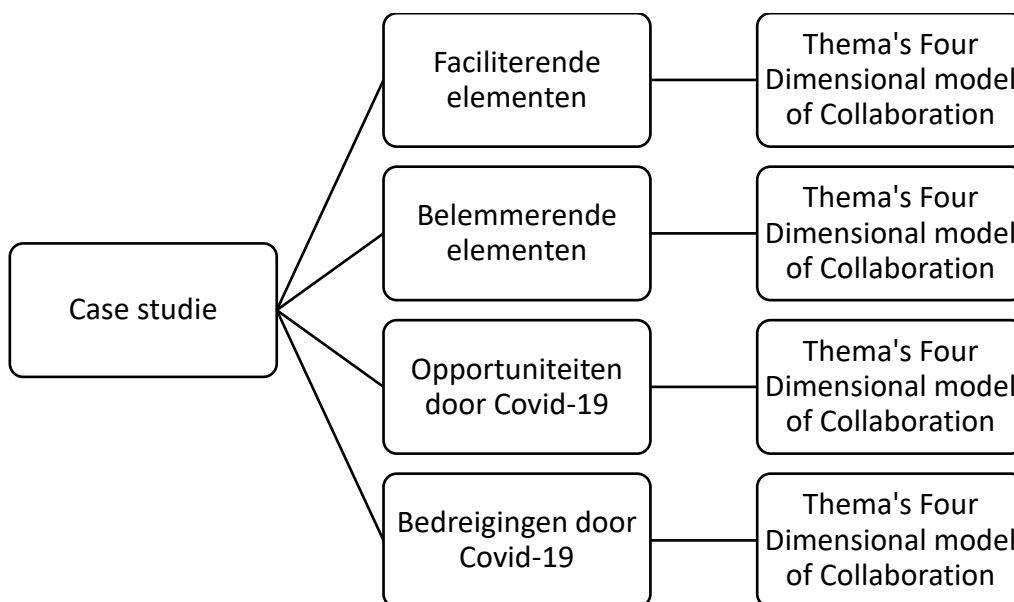 Case studie
Faciliterende
elementen
Thema's Four
Dimensional model
of Collaboration
Belemmerende
elementen
Thema's Four
Dimensional model
of Collaboration
Opportuniteiten
door Covid-19
Thema's Four
Dimensional model
of Collaboration
Bedreigingen door
Covid-19
Thema's Four
Dimensional model
of Collaboration